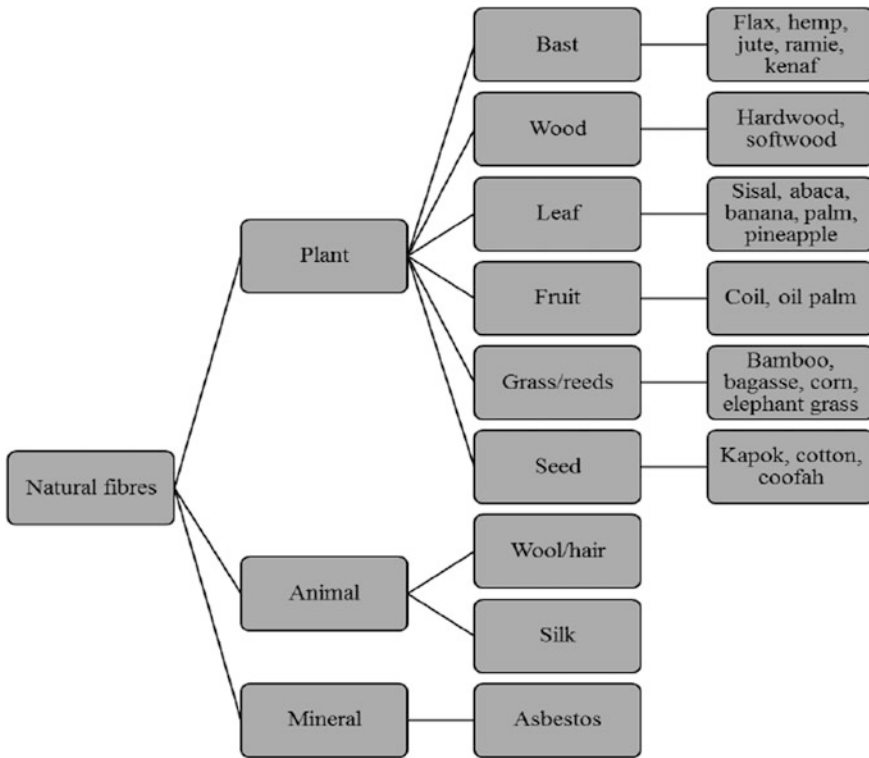 Natural fibres
Plant
Bast
Flax, hemp,
jute, ramie,
kenaf
Wood
Hardwood,
softwood
Leaf
Sisal, abaca,
banana, palm,
pineapple
Fruit
Coil, oil palm
Grass/reeds
Bamboo,
bagasse, corn,
elephant grass
Seed
Kapok, cotton,
coofah
Animal
Wool/hair
Silk
Mineral
Asbestos